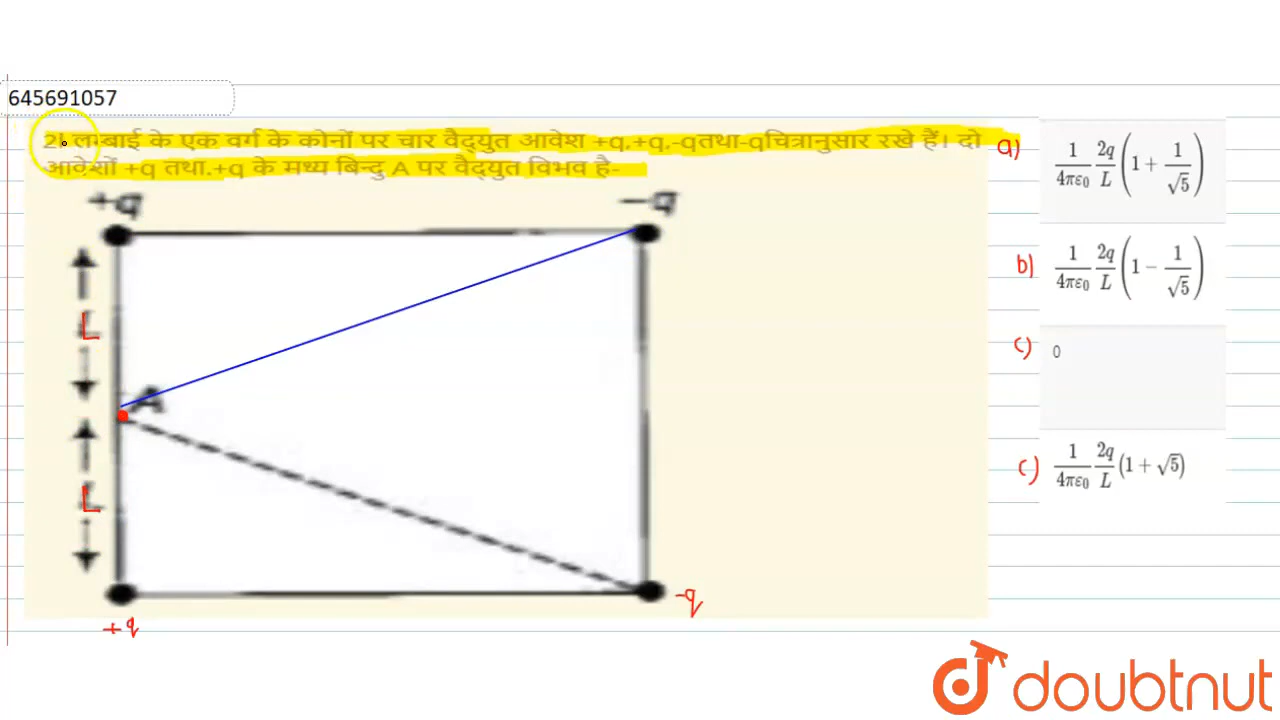 645691057
2L लम्बाई के एक वर्ग के कोनों पर चार वैद्युत आवेश +q,+q,-qतथा-qचित्रानुसार रखे हैं। दो
आवेशों +q तथा.+q के मध्य बिन्दु A पर वैद्युत विभव है-
+q
-q
L
A
L
-q
+q
a) 1/4πε₀ 2q/L (1 + 1/√5)
b) 1/4πε₀ 2q/L (1 − 1/√5)
c) 0
c) 1/4πε₀ 2q/L (1 + √5)
doubtnut